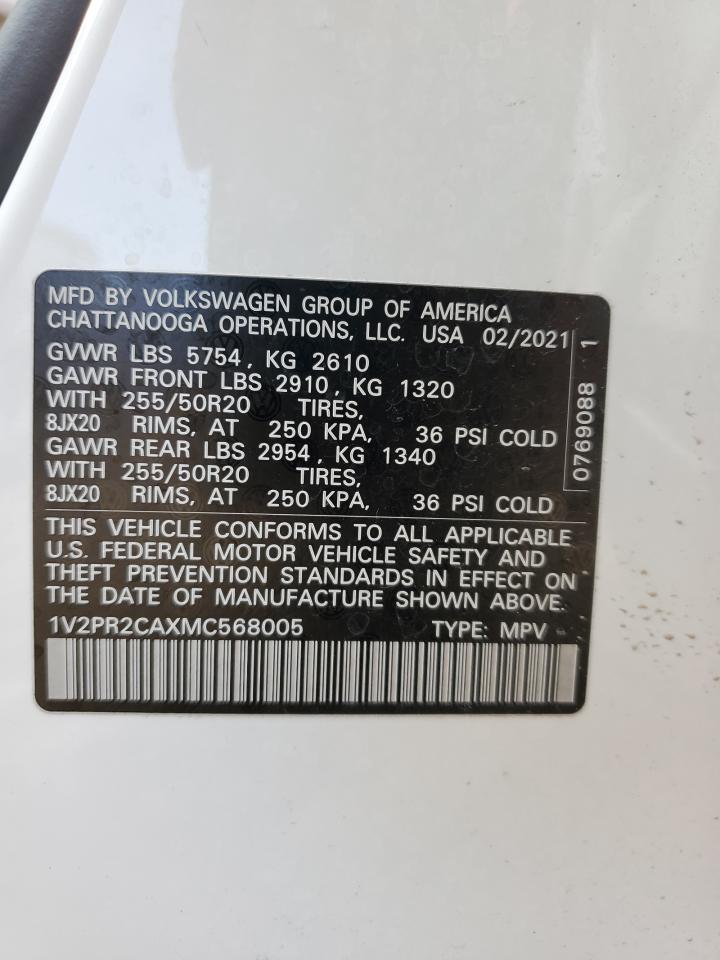 MFD BY VOLKSWAGEN GROUP OF AMERICA
CHATTANOOGA OPERATIONS, LLC. USA 02/2021
GVWR LBS 5754, KG 2610
GAWR FRONT LBS 2910, KG 1320
WITH 255/50R20 TIRES,
8JX20 RIMS, AT 250 KPA, 36 PSI COLD
GAWR REAR LBS 2954, KG 1340
WITH 255/50R20 TIRES,
8JX20 RIMS, AT 250 KPA, 36 PSI COLD
0769088 1
THIS VEHICLE CONFORMS TO ALL APPLICABLE
U.S. FEDERAL MOTOR VEHICLE SAFETY AND
THEFT PREVENTION STANDARDS IN EFFECT ON
THE DATE OF MANUFACTURE SHOWN ABOVE.
1V2PR2CAXMC568005 TYPE: MPV